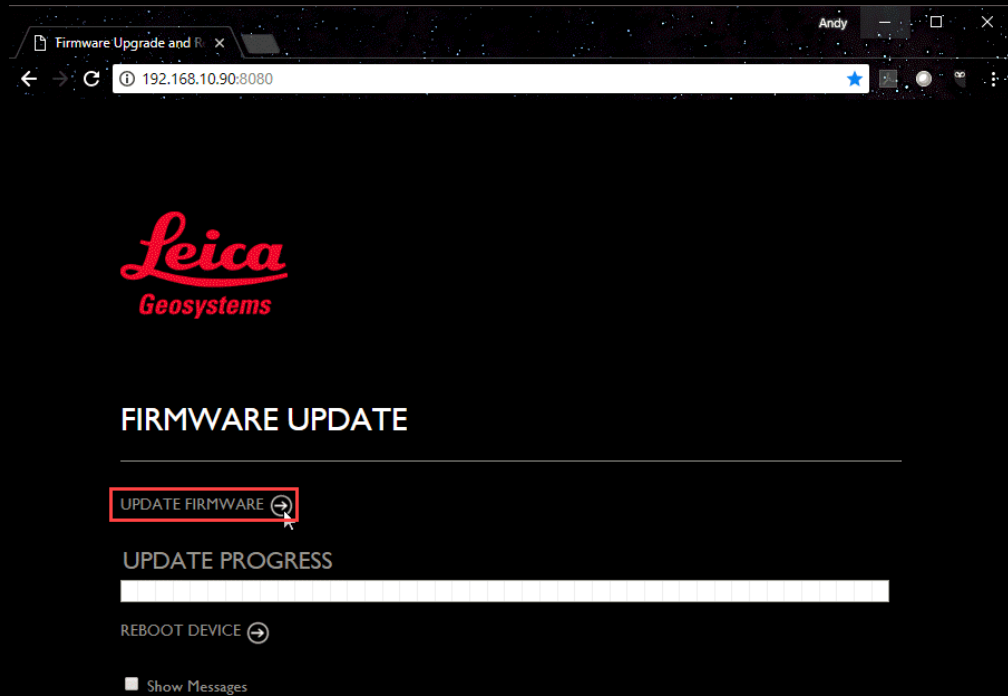 Andy
Firmware Upgrade and R
192.168.10.90:8080
Leica
Geosystems
FIRMWARE UPDATE
UPDATE FIRMWARE
UPDATE PROGRESS
REBOOT DEVICE
Show Messages